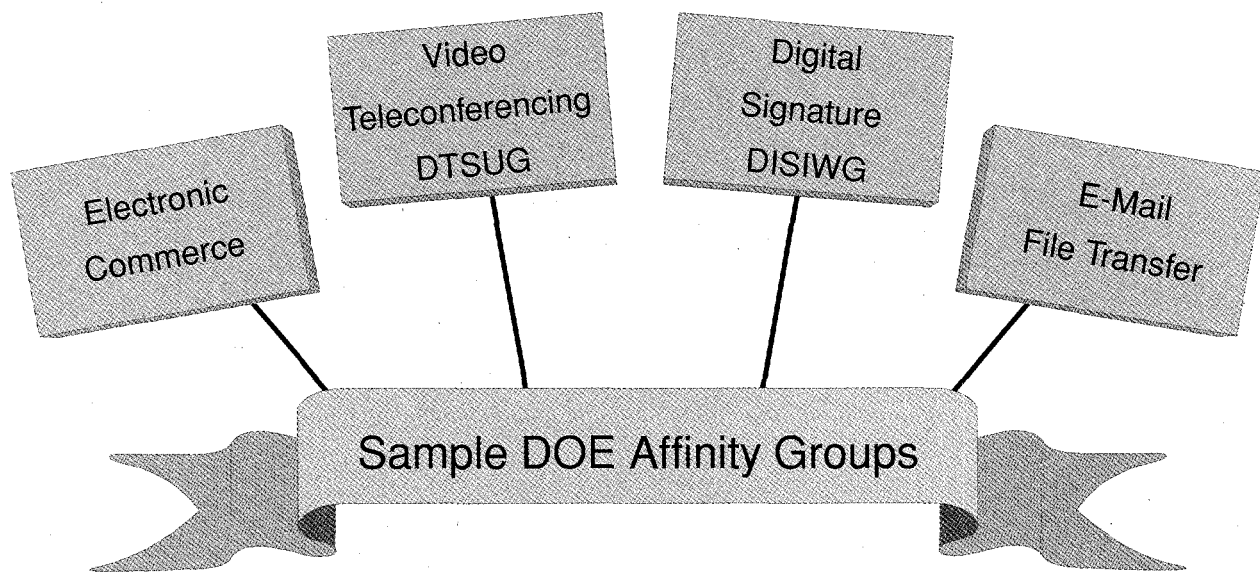 Electronic
Commerce
Video
Teleconferencing
DTSUG
Digital
Signature
DISIWG
E-Mail
File Transfer
Sample DOE Affinity Groups